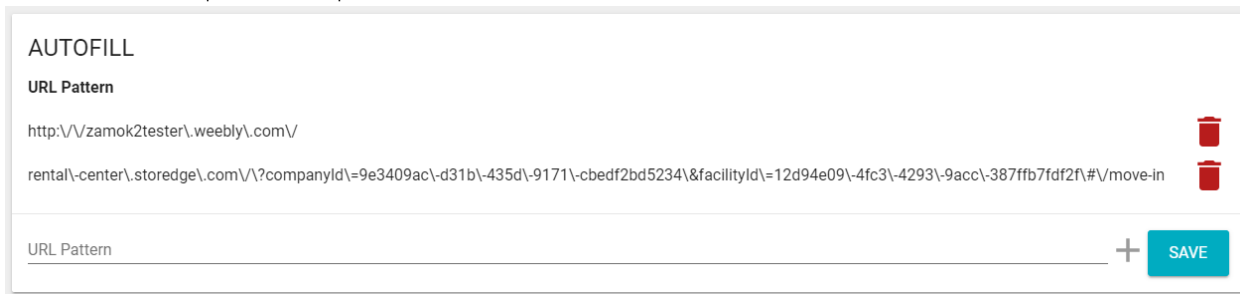 AUTOFILL
URL Pattern
http:\/\/zamok2tester\.weebly\.com\/
rental\-center\.storedge\.com\/\?companyId\=9e3409ac\-d31b\-435d\-9171\-cbedf2bd5234\&facilityId\=12d94e09\-4fc3\-4293\-9acc\-387ffb7fdf2f\#\/move-in
URL Pattern
SAVE